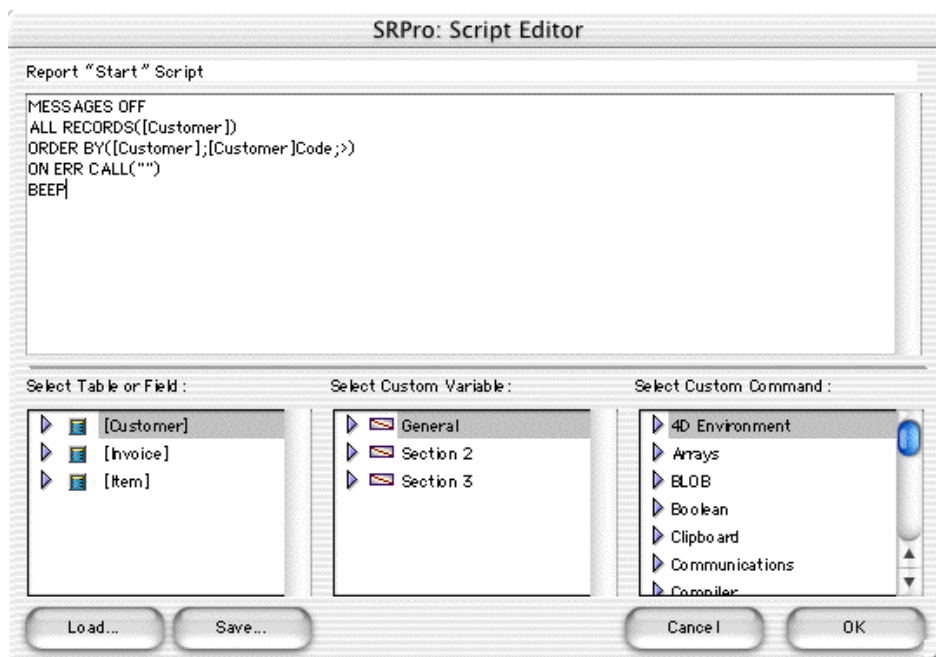 SRPro: Script Editor
Report "Start" Script
MESSAGES OFF
ALL RECORDS([Customer])
ORDER BY([Customer];[Customer]Code;>)
ON ERR CALL("")
BEEP
Select Table or Field:
[Customer]
[Invoice]
[Item]
Select Custom Variable:
General
Section 2
Section 3
Select Custom Command:
4D Environment
Arrays
BLOB
Boolean
Clipboard
Communications
Compiler
Load...
Save...
Cancel
OK